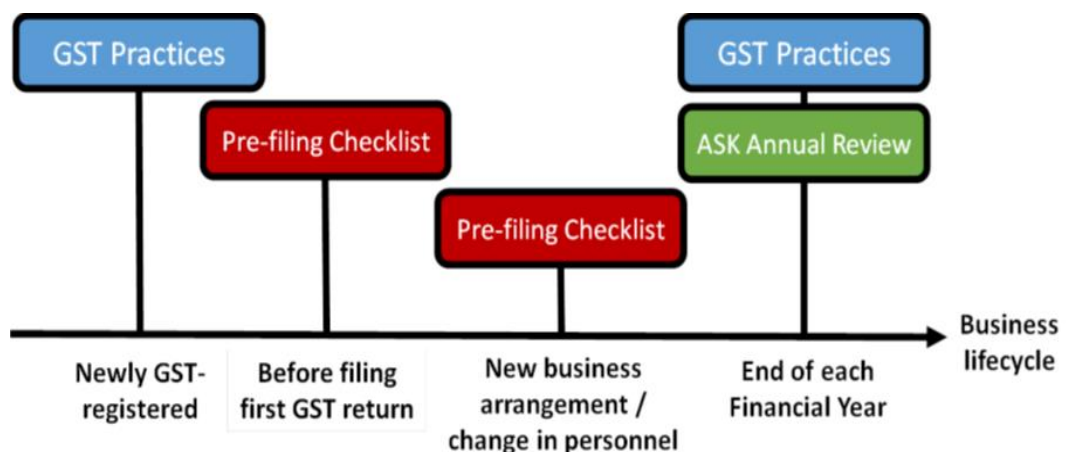 GST Practices
GST Practices
Pre-filing Checklist
ASK Annual Review
Pre-filing Checklist
Business
lifecycle
Newly GST-
registered
Before filing
first GST return
New business
arrangement /
change in personnel
End of each
Financial Year